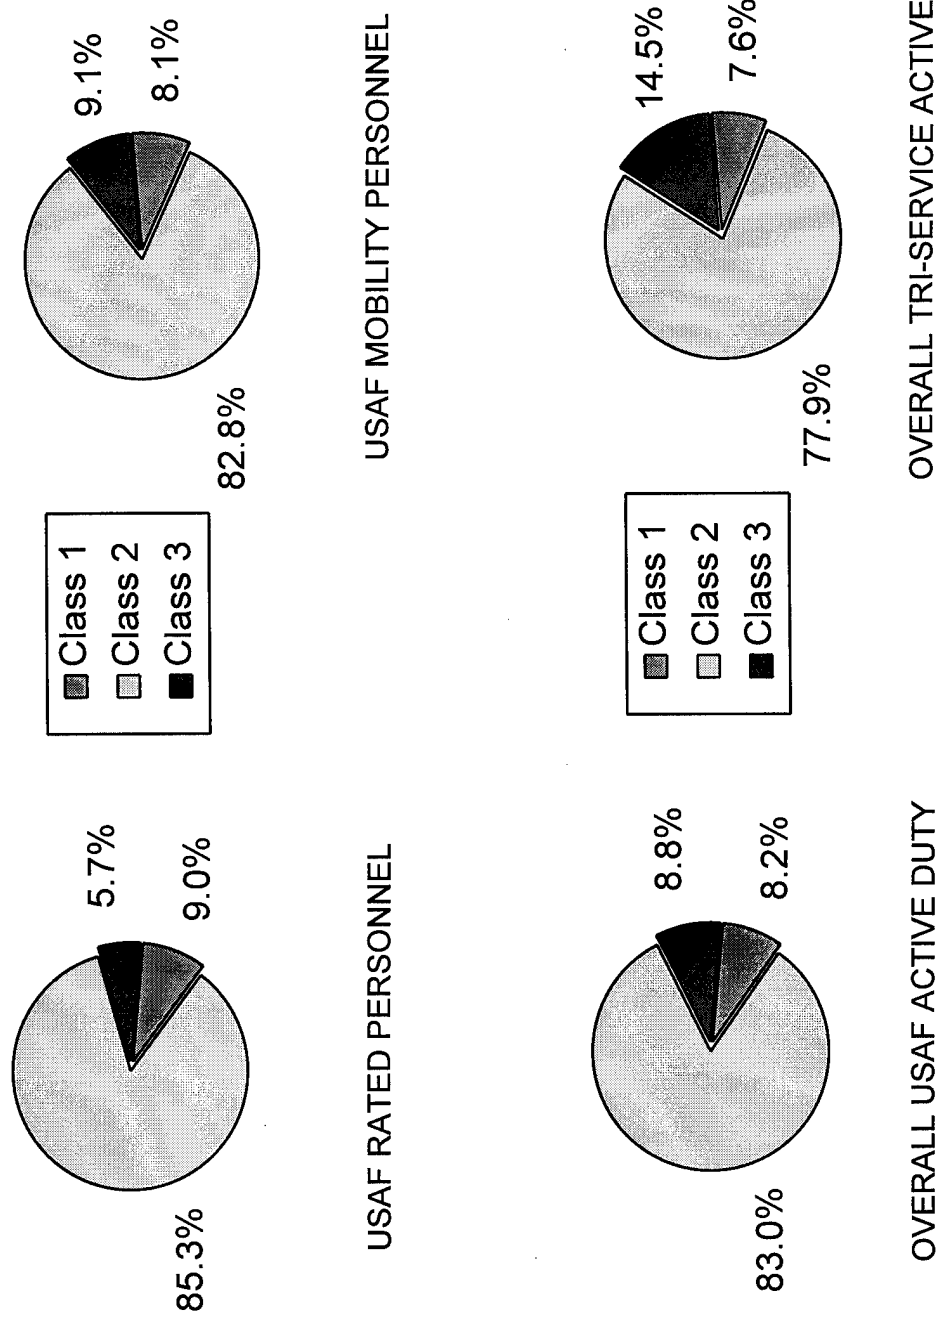 5.7%
9.0%
85.3%
USAF RATED PERSONNEL
Class 1
Class 2
Class 3
9.1%
8.1%
82.8%
USAF MOBILITY PERSONNEL
8.8%
8.2%
83.0%
OVERALL USAF ACTIVE DUTY
Class 1
Class 2
Class 3
14.5%
7.6%
77.9%
OVERALL TRI-SERVICE ACTIVE